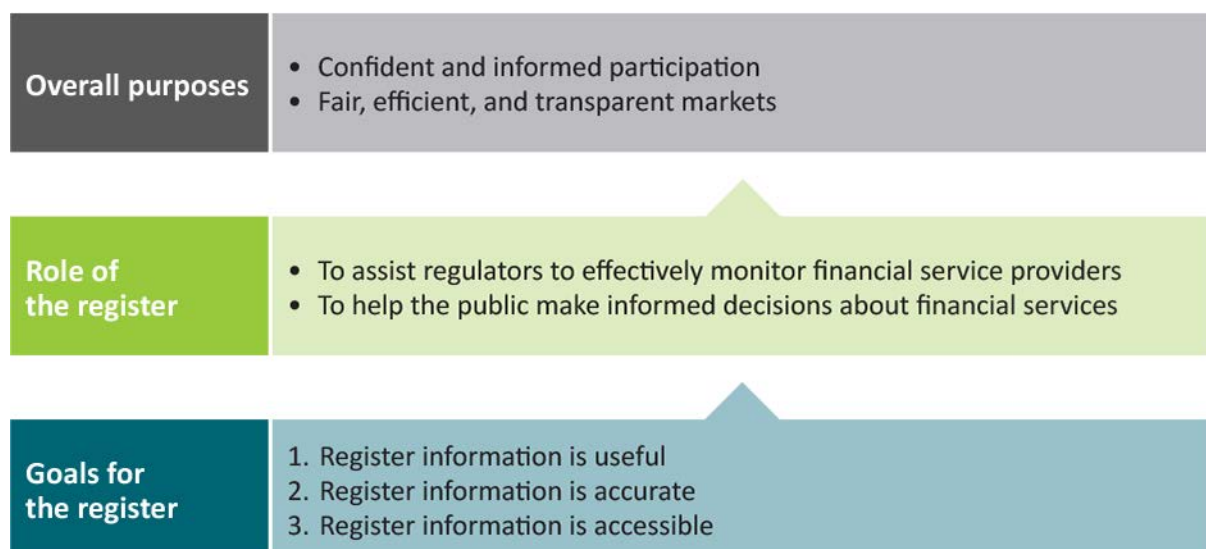 Overall purposes
• Confident and informed participation
• Fair, efficient, and transparent markets
Role of
the register
• To assist regulators to effectively monitor financial service providers
• To help the public make informed decisions about financial services
Goals for
the register
1. Register information is useful
2. Register information is accurate
3. Register information is accessible